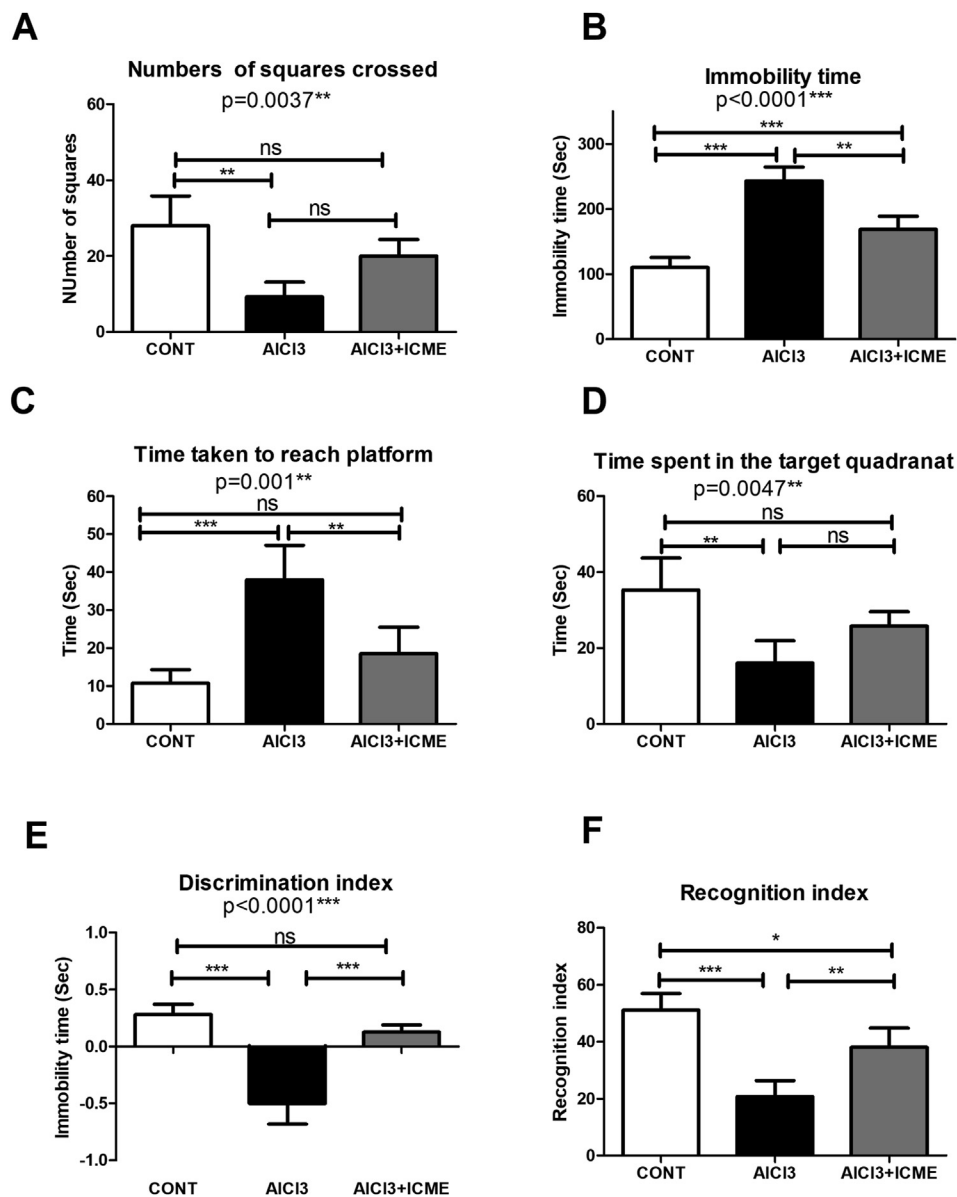 A
Numbers of squares crossed
p=0.0037**
NUmber of squares
60
40
20
0
ns
**
ns
CONT
AlCl3
AlCl3+ICME
B
Immobility time
p<0.0001***
Immobility time (Sec)
300
200
100
0
***
***
**
CONT
AlCl3
AlCl3+ICME
C
Time taken to reach platform
p=0.001**
Time (Sec)
60
50
40
30
20
10
0
ns
***
**
CONT
AlCl3
AlCl3+ICME
D
Time spent in the target quadranat
p=0.0047**
Time (Sec)
60
40
20
0
ns
**
ns
CONT
AlCl3
AlCl3+ICME
E
Discrimination index
p<0.0001***
Immobility time (Sec)
1.0
0.5
0.0
-0.5
-1.0
ns
***
***
CONT
AlCl3
AlCl3+ICME
F
Recognition index
Recognition index
80
60
40
20
0
*
***
**
CONT
AlCl3
AlCl3+ICME